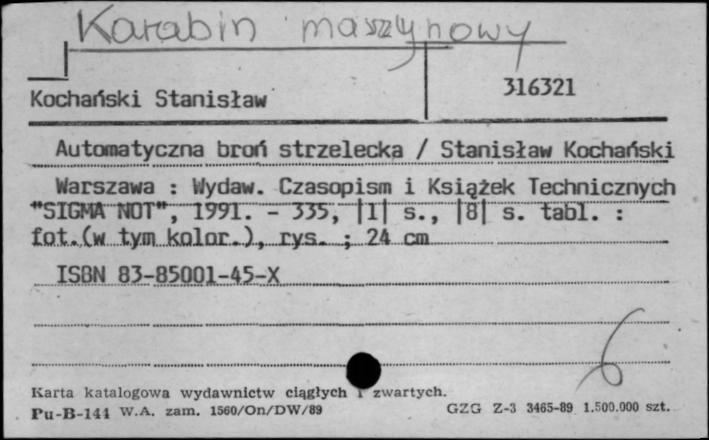 Karabin maszynowy
316321
Kochański Stanisław
Automatyczna broń strzelecka / Stanisław Kochański
Warszawa : Wydaw. Czasopism i Książek Technicznych
"SIGMA NOT", 1991. - 335, |1| s., |8| s. tabl. :
fot.(w tym kolor.), rys. ; 24 cm
ISBN 83-85001-45-X
6
Karta katalogowa wydawnictw ciągłych i zwartych.
Pu-B-144 W.A. zam. 1560/On/DW/89 GZG Z-3 3465-89 1.500.000 szt.